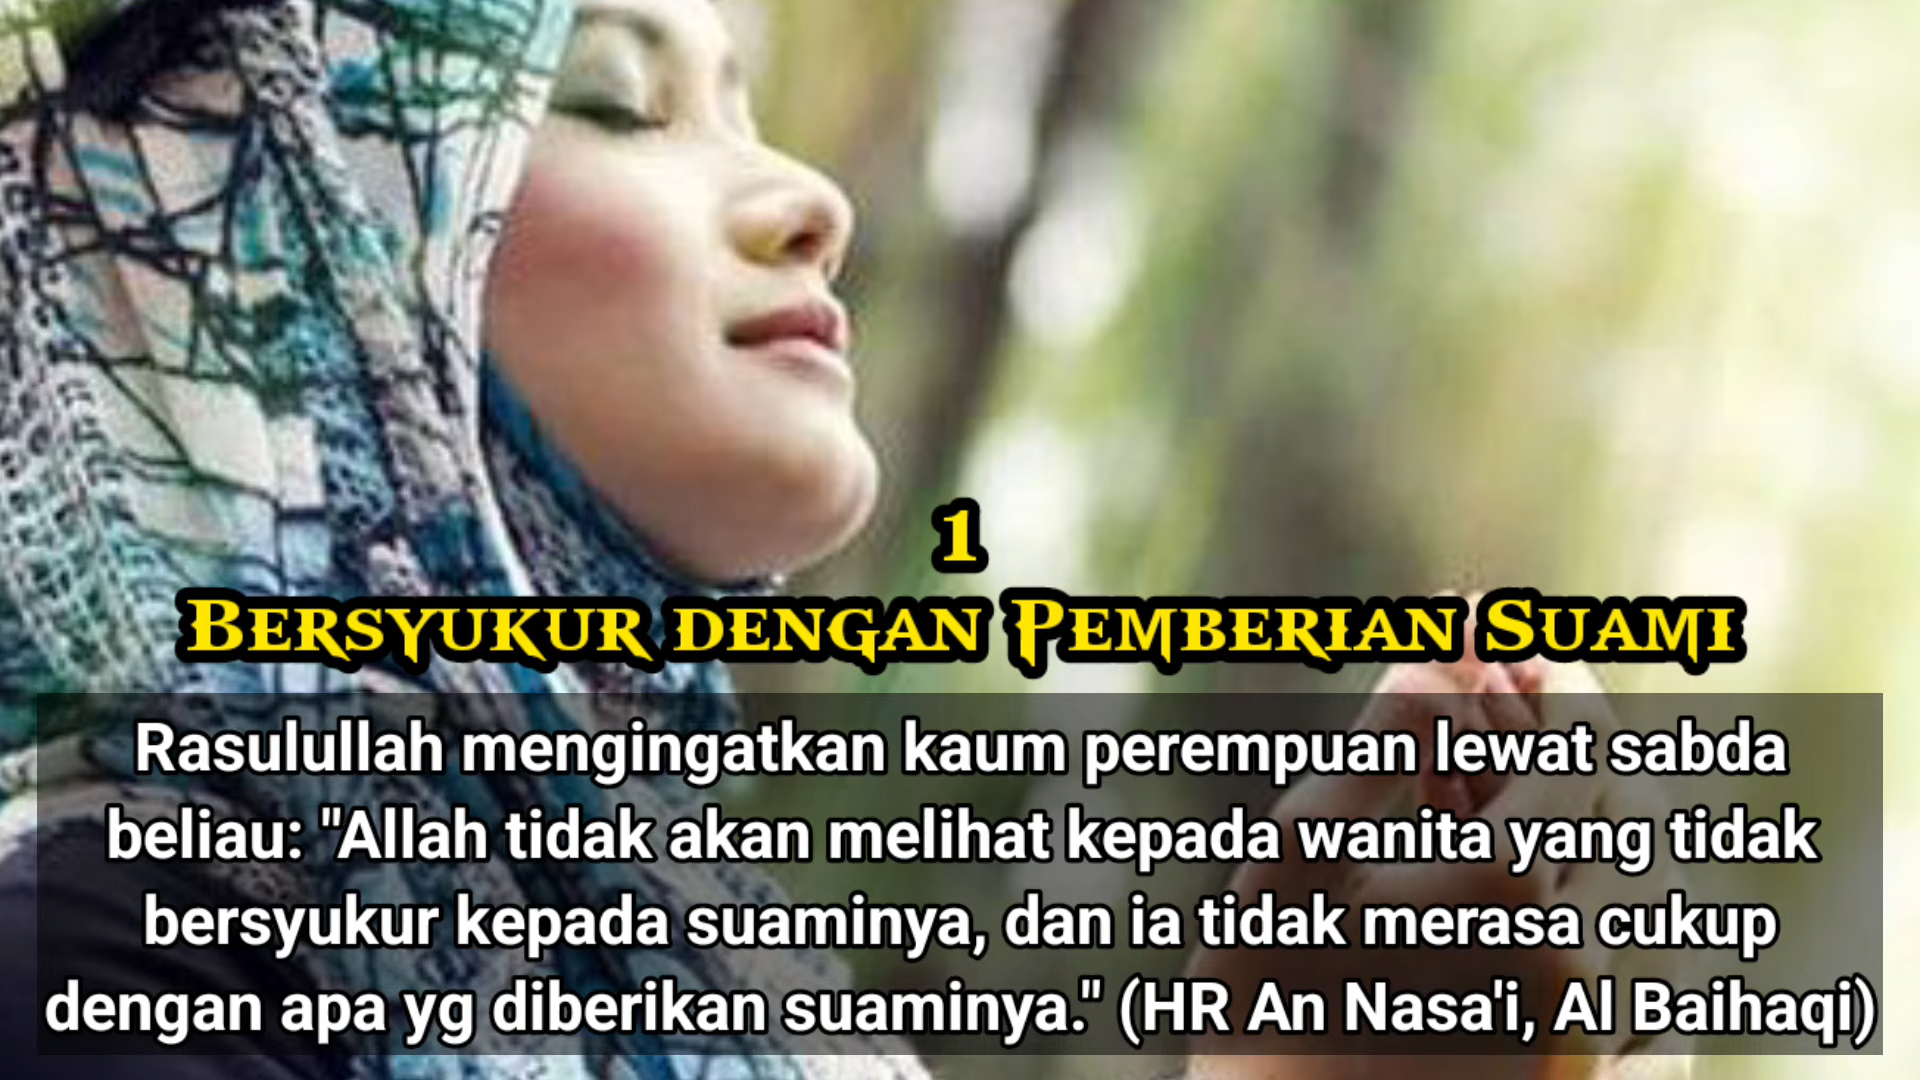 1
Bersyukur dengan Pemberian Suami
Rasulullah mengingatkan kaum perempuan lewat sabda
beliau: "Allah tidak akan melihat kepada wanita yang tidak
bersyukur kepada suaminya, dan ia tidak merasa cukup
dengan apa yg diberikan suaminya." (HR An Nasa'i, Al Baihaqi)